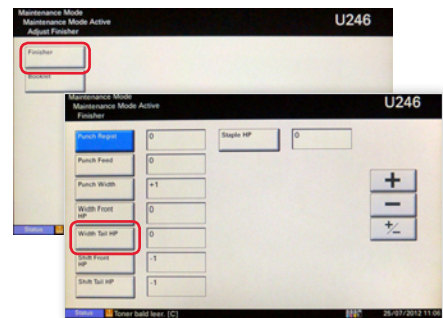 Maintenance Mode
Maintenance Mode Active
Adjust Finisher
U246
Finisher
Booklet
Status
Maintenance Mode
Maintenance Mode Active
Finisher
U246
Punch Regist 0
Staple HP 0
Punch Feed 0
Punch Width +1
Width Front HP 0
Width Tail HP 0
Shift Front HP -1
Shift Tail HP -1
+
−
+/−
Status Toner bald leer. [C] 25/07/2012 11:06